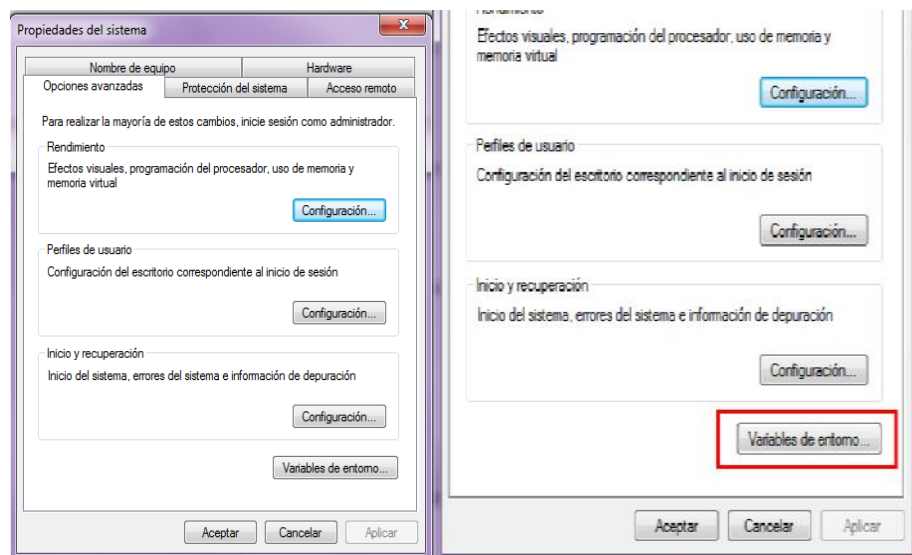 Propiedades del sistema
Nombre de equipo
Hardware
Opciones avanzadas
Protección del sistema
Acceso remoto
Para realizar la mayoría de estos cambios, inicie sesión como administrador.
Rendimiento
Efectos visuales, programación del procesador, uso de memoria y
memoria virtual
Configuración...
Perfiles de usuario
Configuración del escritorio correspondiente al inicio de sesión
Configuración...
Inicio y recuperación
Inicio del sistema, errores del sistema e información de depuración
Configuración...
Variables de entorno...
Aceptar
Cancelar
Aplicar
Rendimiento
Efectos visuales, programación del procesador, uso de memoria y
memoria virtual
Configuración...
Perfiles de usuario
Configuración del escritorio correspondiente al inicio de sesión
Configuración...
Inicio y recuperación
Inicio del sistema, errores del sistema e información de depuración
Configuración...
Variables de entorno...
Aceptar
Cancelar
Aplicar